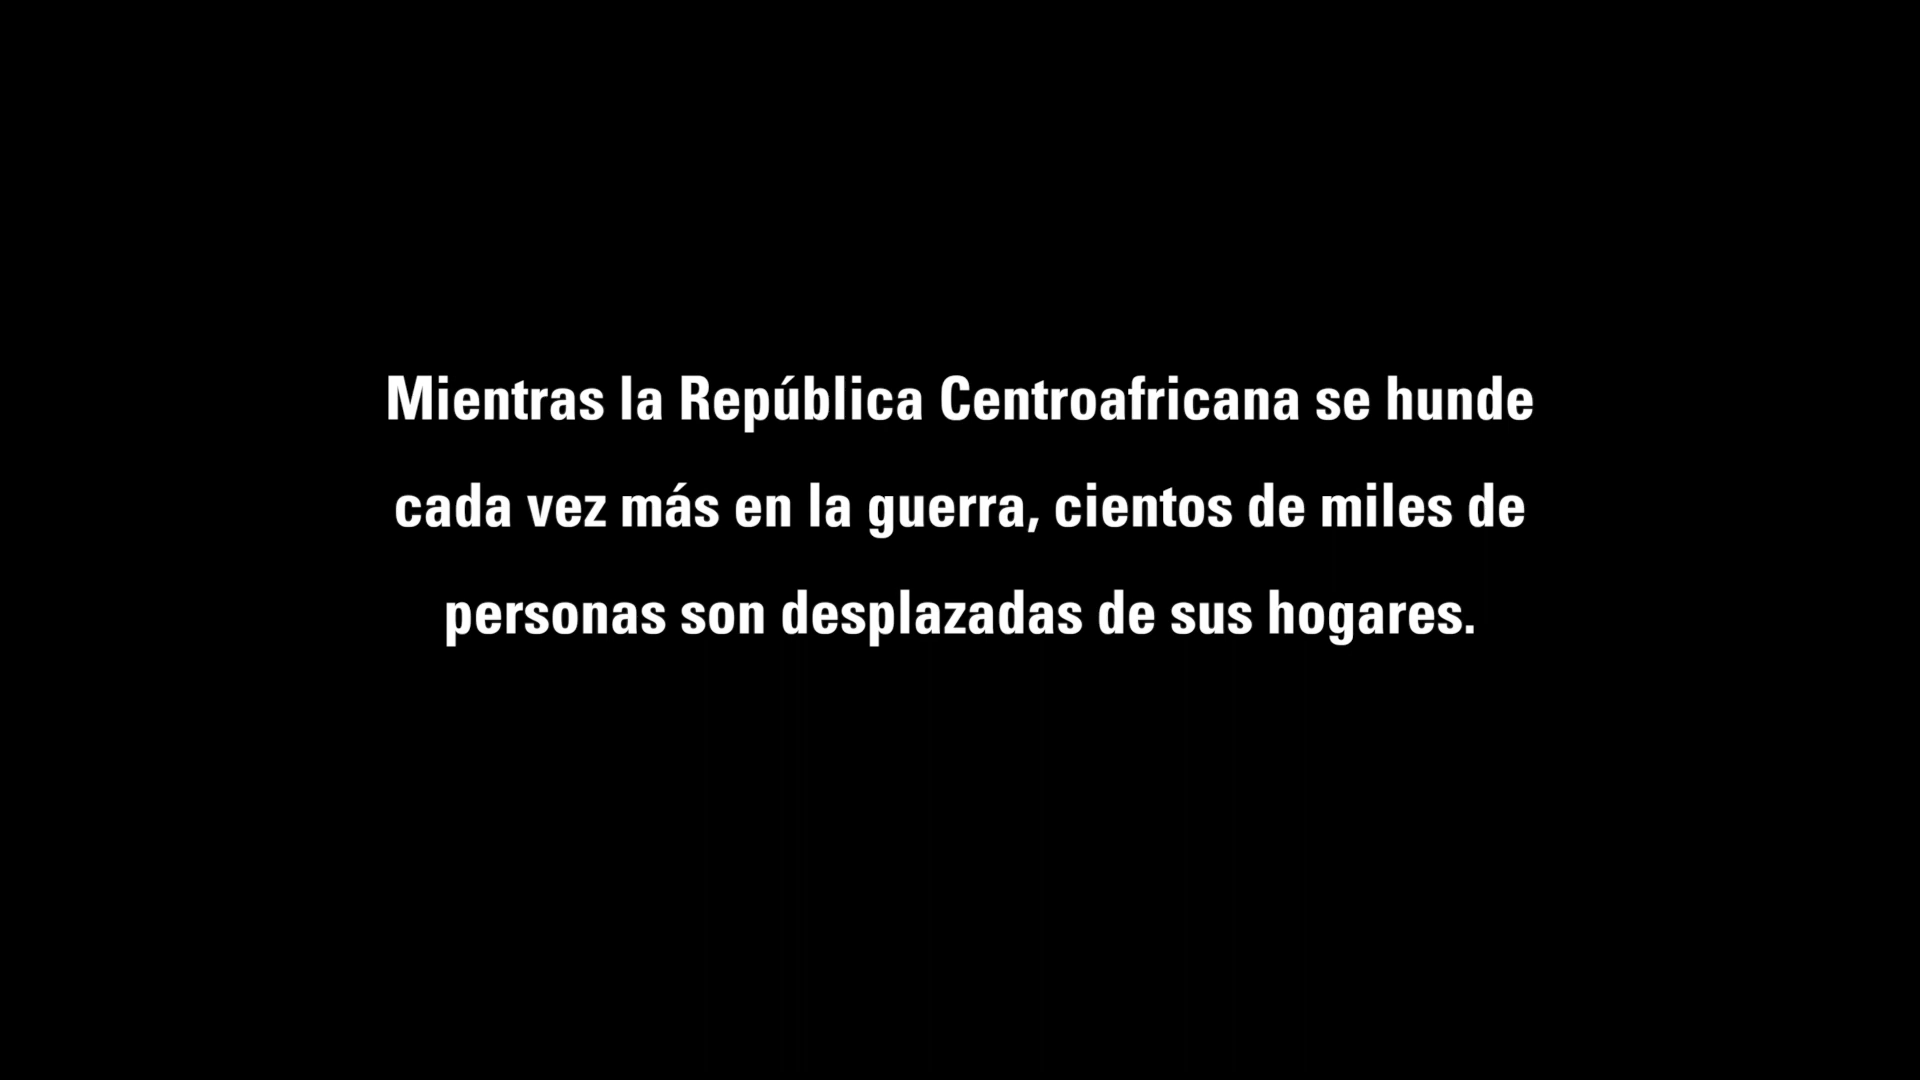 Mientras la República Centroafricana se hunde
cada vez más en la guerra, cientos de miles de
personas son desplazadas de sus hogares.